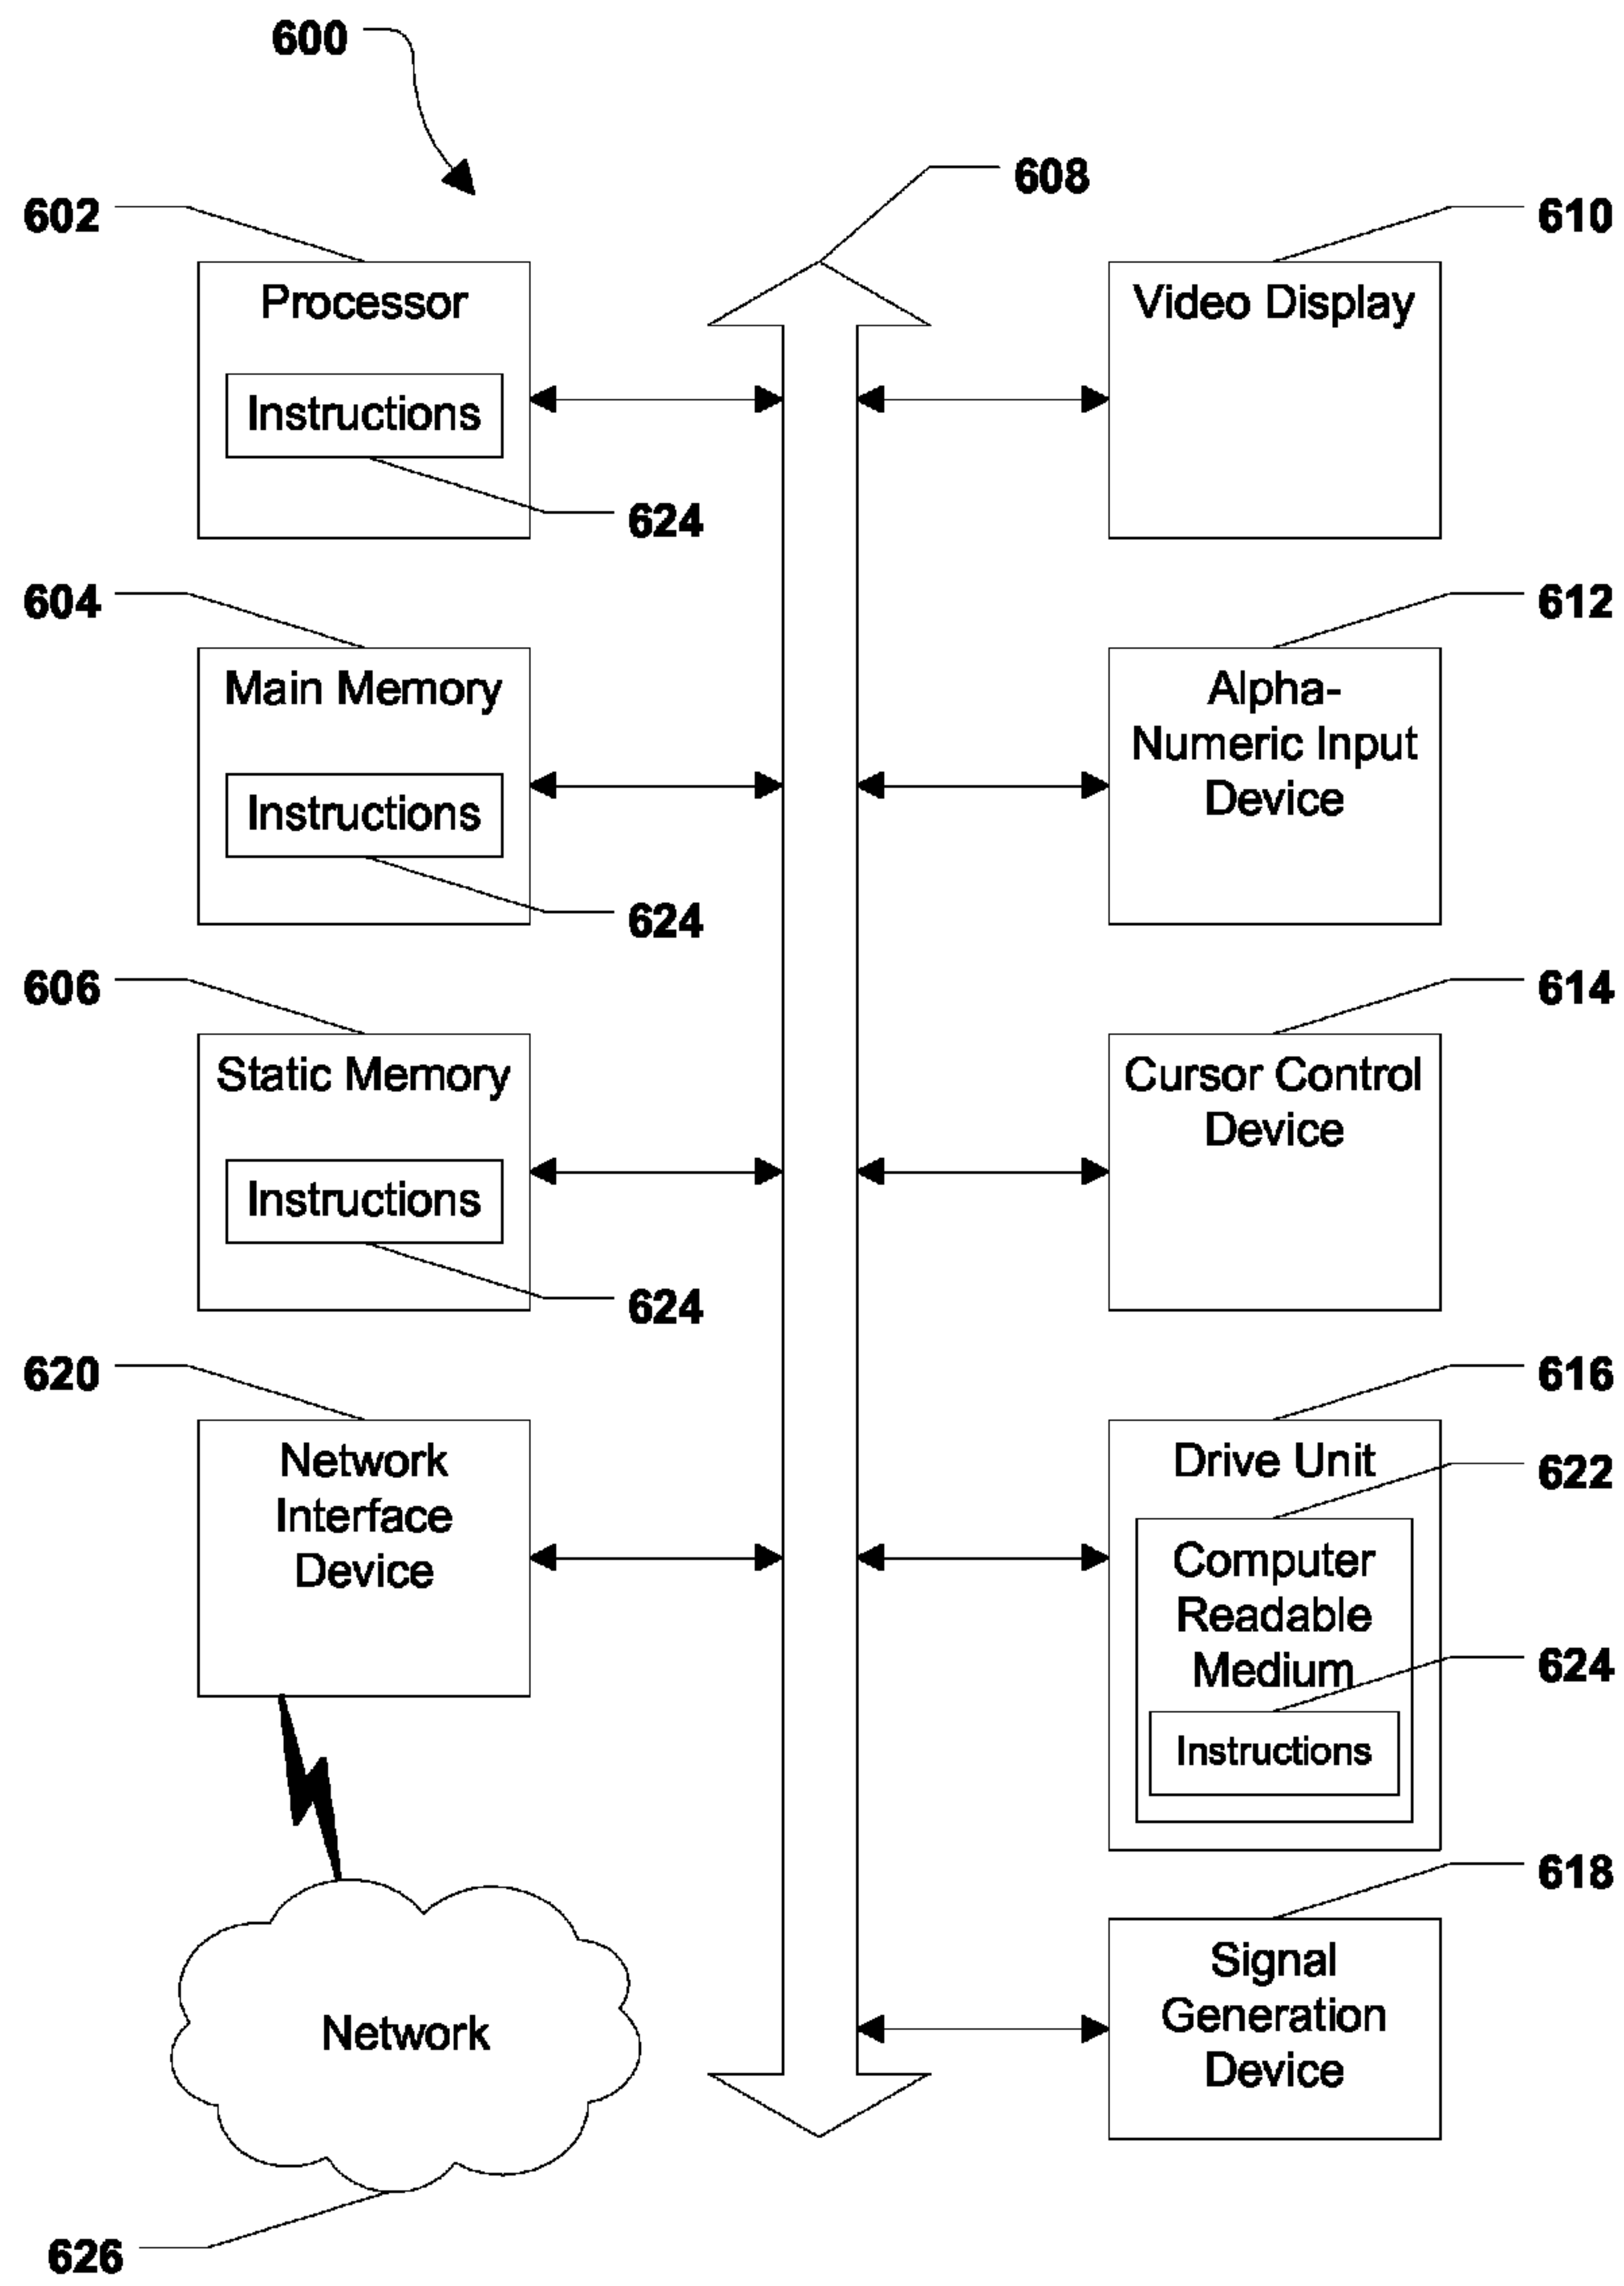 600
608
602
610
Processor
Instructions
624
Video Display
604
612
Main Memory
Instructions
624
Alpha-
Numeric Input
Device
606
614
Static Memory
Instructions
624
Cursor Control
Device
620
616
Network
Interface
Device
Drive Unit
622
Computer
Readable
Medium
624
Instructions
618
Signal
Generation
Device
Network
626